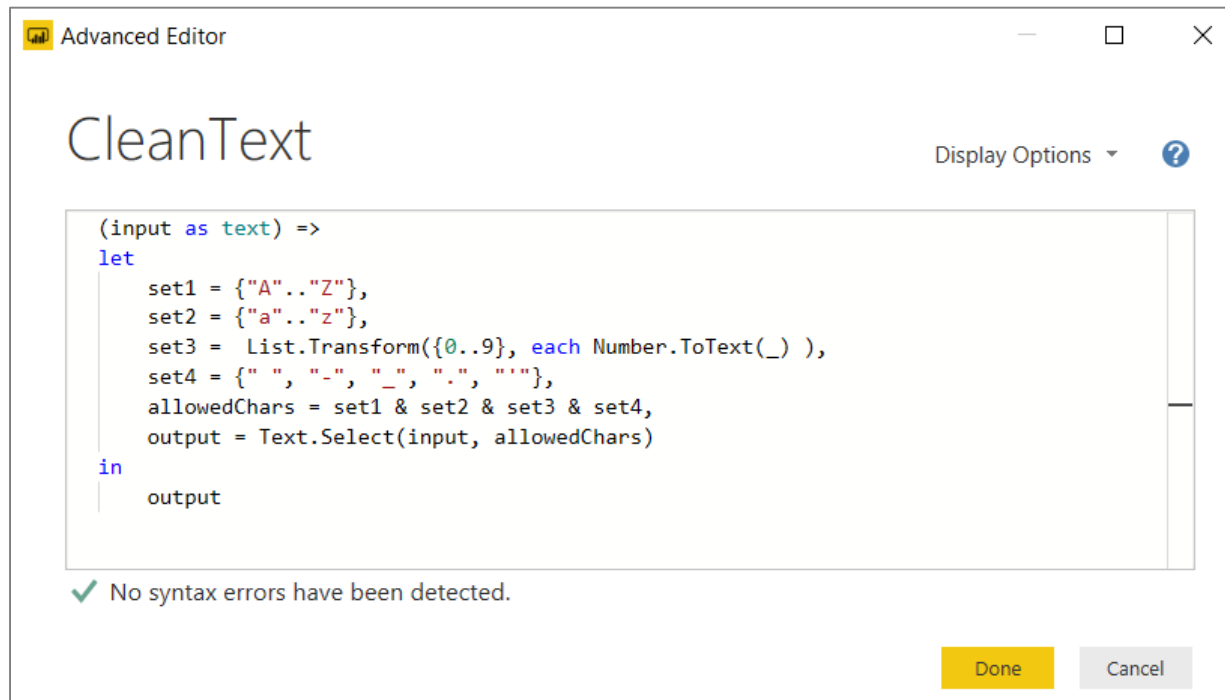 Advanced Editor
CleanText
Display Options
(input as text) =>
let
    set1 = {"A".."Z"},
    set2 = {"a".."z"},
    set3 =  List.Transform({0..9}, each Number.ToText(_) ),
    set4 = {" ", "-", "_", ".", "'"},
    allowedChars = set1 & set2 & set3 & set4,
    output = Text.Select(input, allowedChars)
in
    output
No syntax errors have been detected.
Done Cancel